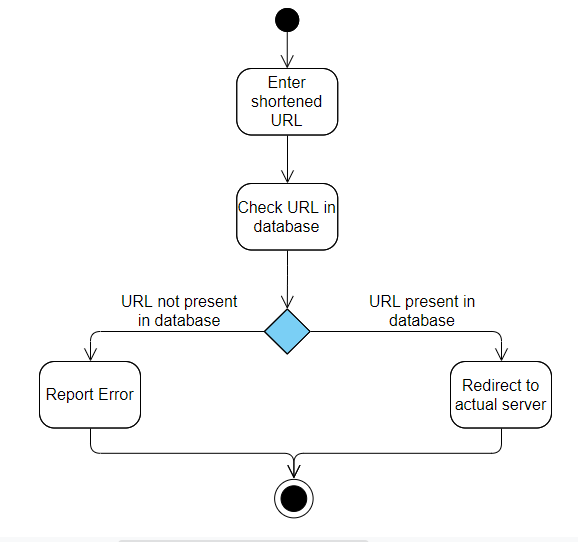 Enter
shortened
URL
Check URL in
database
URL not present
in database
URL present in
database
Report Error
Redirect to
actual server